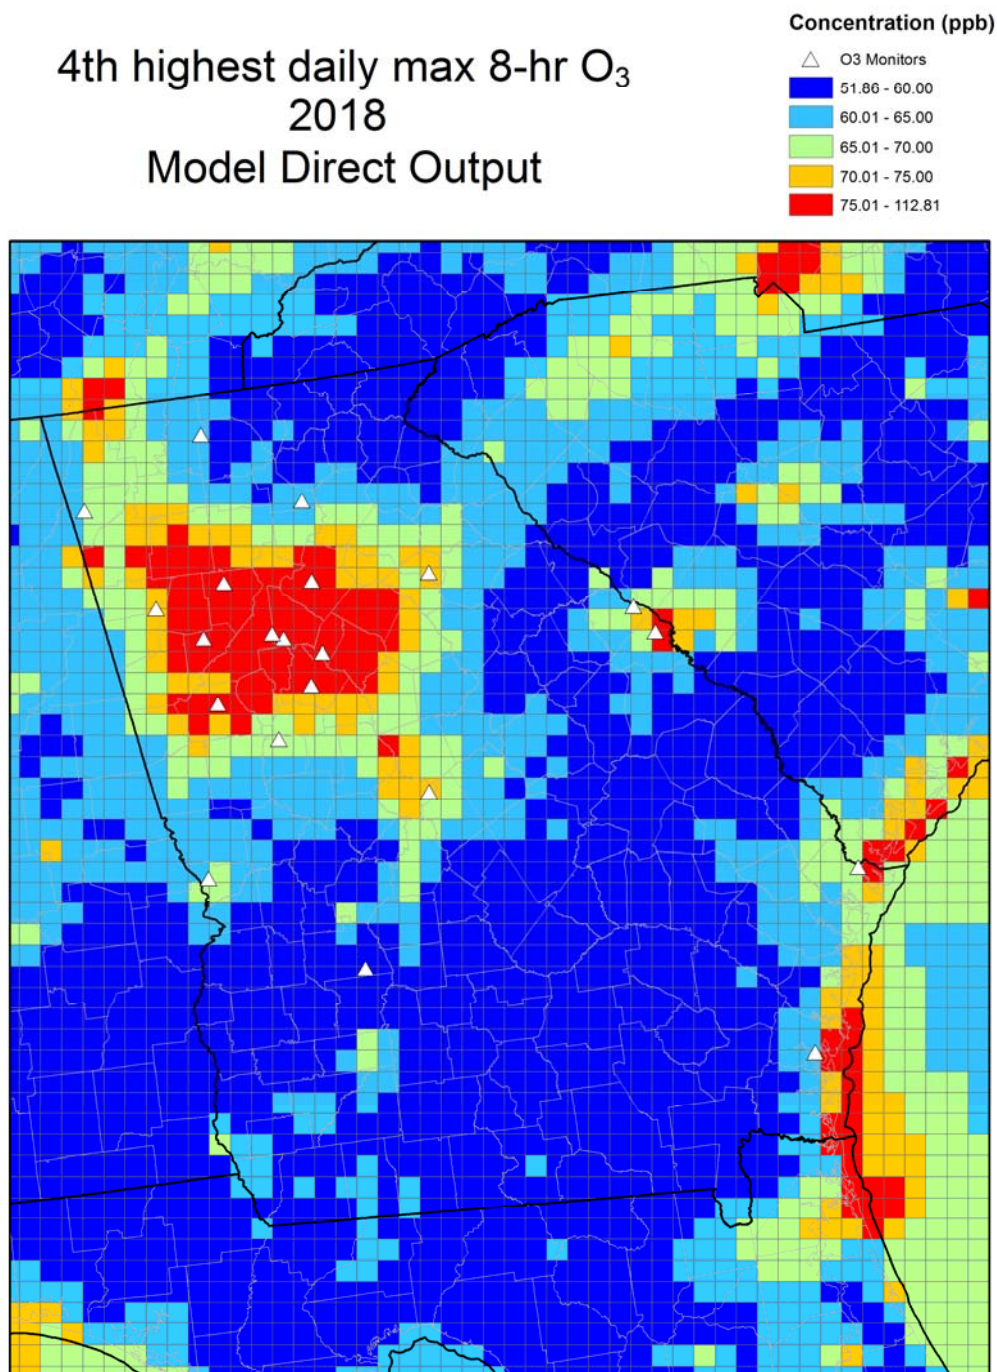 4th highest daily max 8-hr O₃
2018
Model Direct Output
Concentration (ppb)
O3 Monitors
51.86 - 60.00
60.01 - 65.00
65.01 - 70.00
70.01 - 75.00
75.01 - 112.81